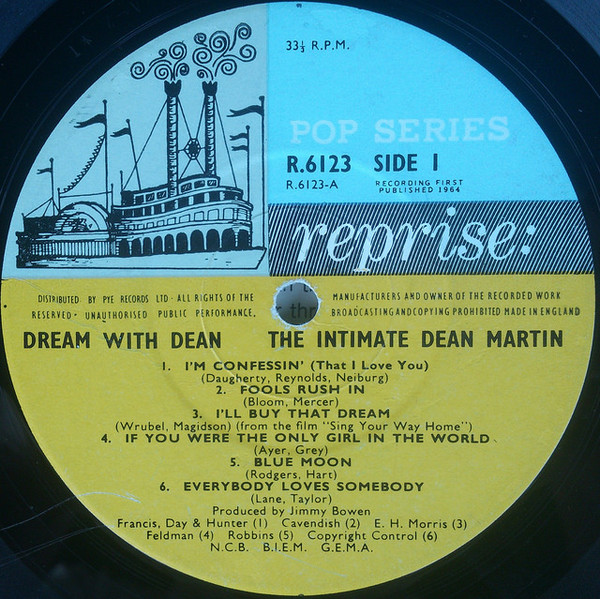 33⅓ R.P.M.
POP SERIES
R.6123 SIDE 1
R.6123-A RECORDING FIRST
PUBLISHED 1964
reprise:
DISTRIBUTED BY PYE RECORDS LTD · ALL RIGHTS OF THE MANUFACTURERS AND OWNER OF THE RECORDED WORK
RESERVED · UNAUTHORISED PUBLIC PERFORMANCE, BROADCASTING AND COPYING PROHIBITED MADE IN ENGLAND
DREAM WITH DEAN THE INTIMATE DEAN MARTIN
1. I'M CONFESSIN' (That I Love You)
(Daugherty, Reynolds, Neiburg)
2. FOOLS RUSH IN
(Bloom, Mercer)
3. I'LL BUY THAT DREAM
(Wrubel, Magidson) (from the film "Sing Your Way Home")
4. IF YOU WERE THE ONLY GIRL IN THE WORLD
(Ayer, Grey)
5. BLUE MOON
(Rodgers, Hart)
6. EVERYBODY LOVES SOMEBODY
(Lane, Taylor)
Produced by Jimmy Bowen
Francis, Day & Hunter (1) Cavendish (2) E. H. Morris (3)
Feldman (4) Robbins (5) Copyright Control (6)
N.C.B. B.I.E.M. G.E.M.A.